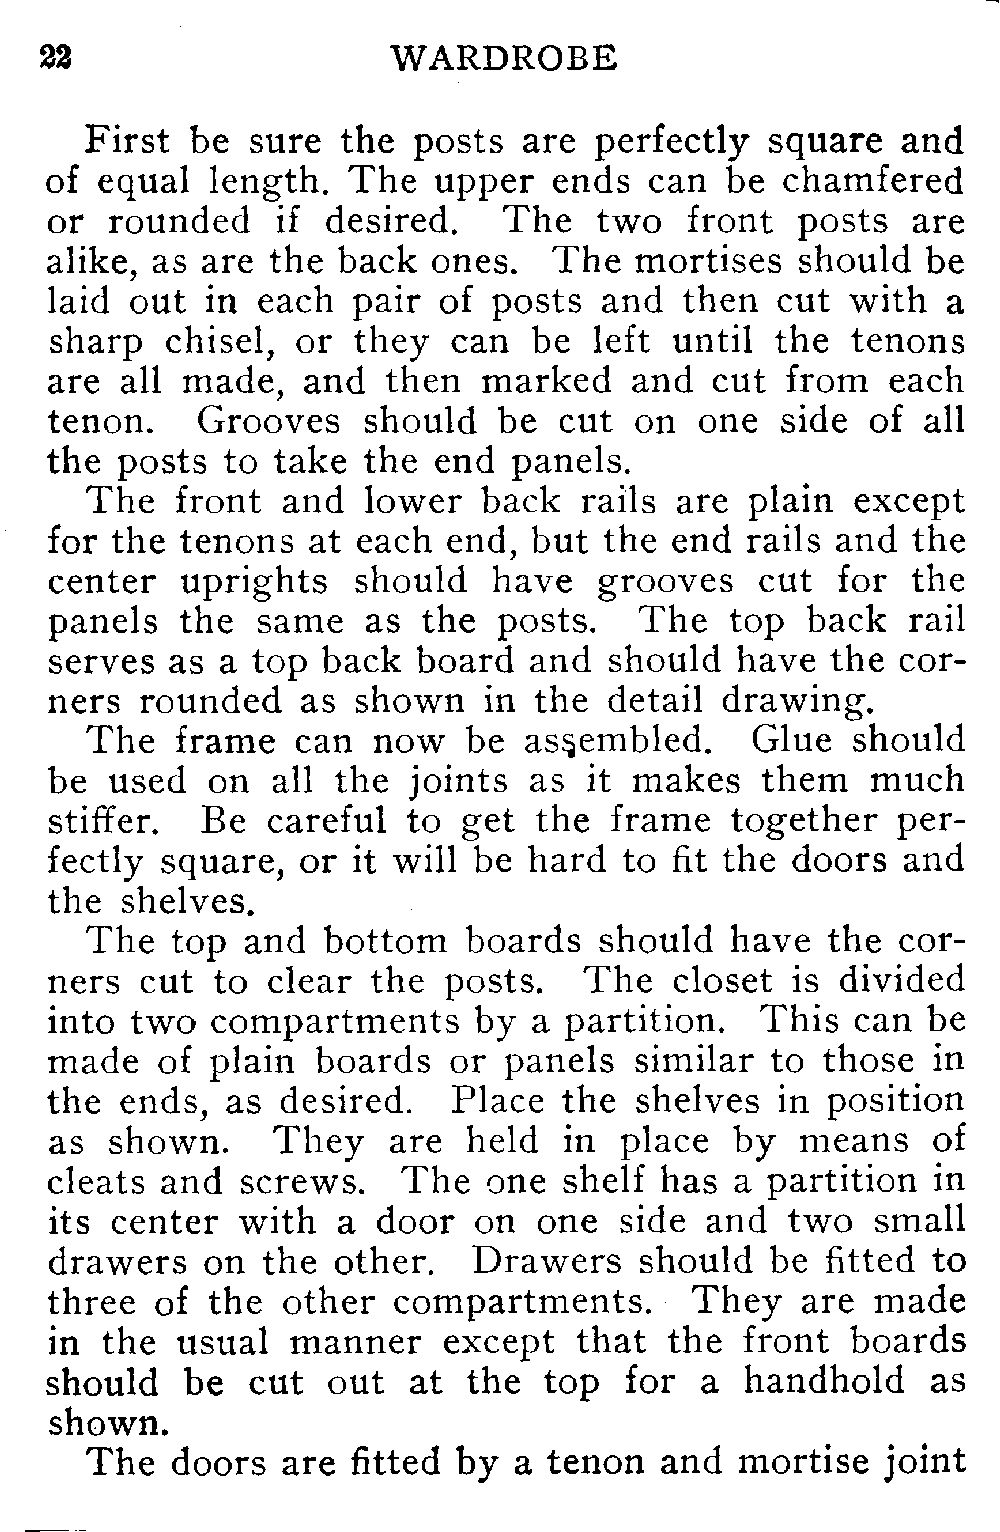 22 WARDROBE
First be sure the posts are perfectly square and
of equal length. The upper ends can be chamfered
or rounded if desired. The two front posts are
alike, as are the back ones. The mortises should be
laid out in each pair of posts and then cut with a
sharp chisel, or they can be left until the tenons
are all made, and then marked and cut from each
tenon. Grooves should be cut on one side of all
the posts to take the end panels.
The front and lower back rails are plain except
for the tenons at each end, but the end rails and the
center uprights should have grooves cut for the
panels the same as the posts. The top back rail
serves as a top back board and should have the cor-
ners rounded as shown in the detail drawing.
The frame can now be assembled. Glue should
be used on all the joints as it makes them much
stiffer. Be careful to get the frame together per-
fectly square, or it will be hard to fit the doors and
the shelves.
The top and bottom boards should have the cor-
ners cut to clear the posts. The closet is divided
into two compartments by a partition. This can be
made of plain boards or panels similar to those in
the ends, as desired. Place the shelves in position
as shown. They are held in place by means of
cleats and screws. The one shelf has a partition in
its center with a door on one side and two small
drawers on the other. Drawers should be fitted to
three of the other compartments. They are made
in the usual manner except that the front boards
should be cut out at the top for a handhold as
shown.
The doors are fitted by a tenon and mortise joint